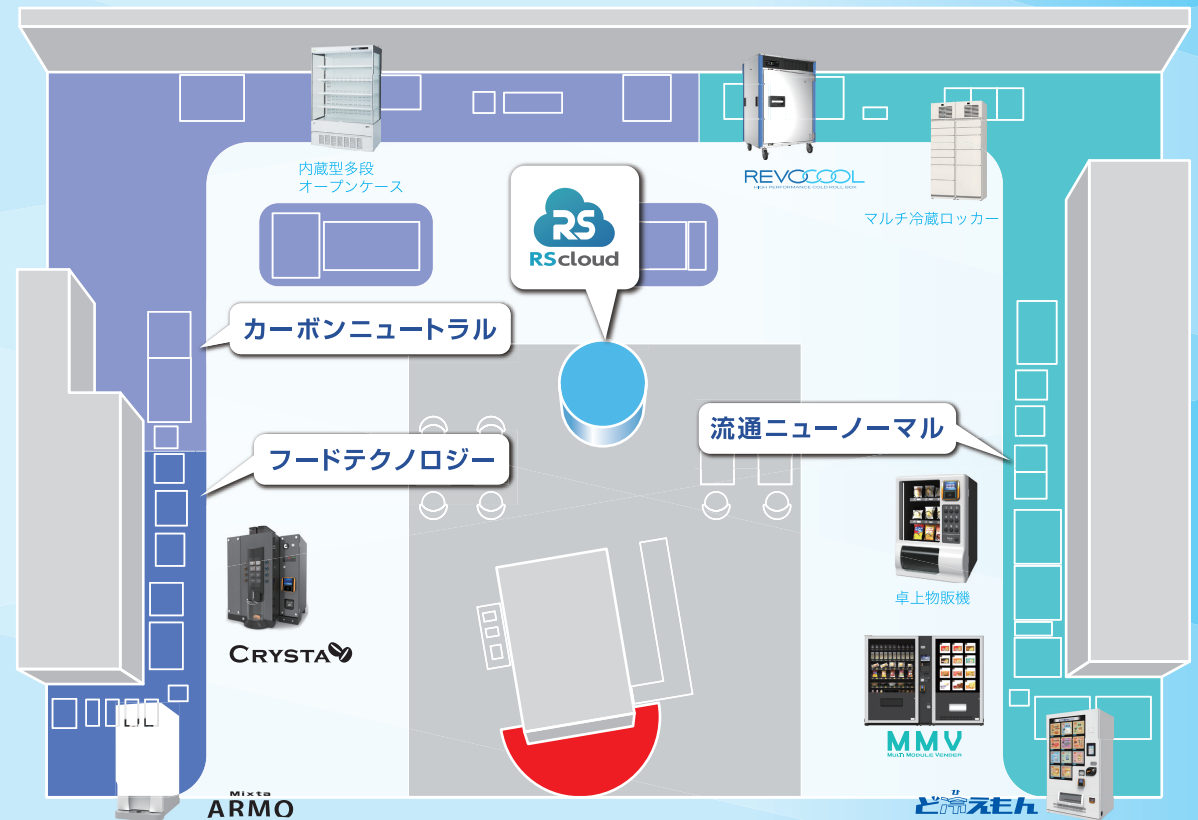 内蔵型多段
オープンケース
RS
RScloud
REVOCOOL
HIGH PERFORMANCE COLD ROLL BOX
マルチ冷蔵ロッカー
カーボンニュートラル
フードテクノロジー
流通ニューノーマル
CRYSTA
卓上物販機
MMV
MULTI MODULE VENDER
Mixta
ARMO
ひ
ど冷えもん